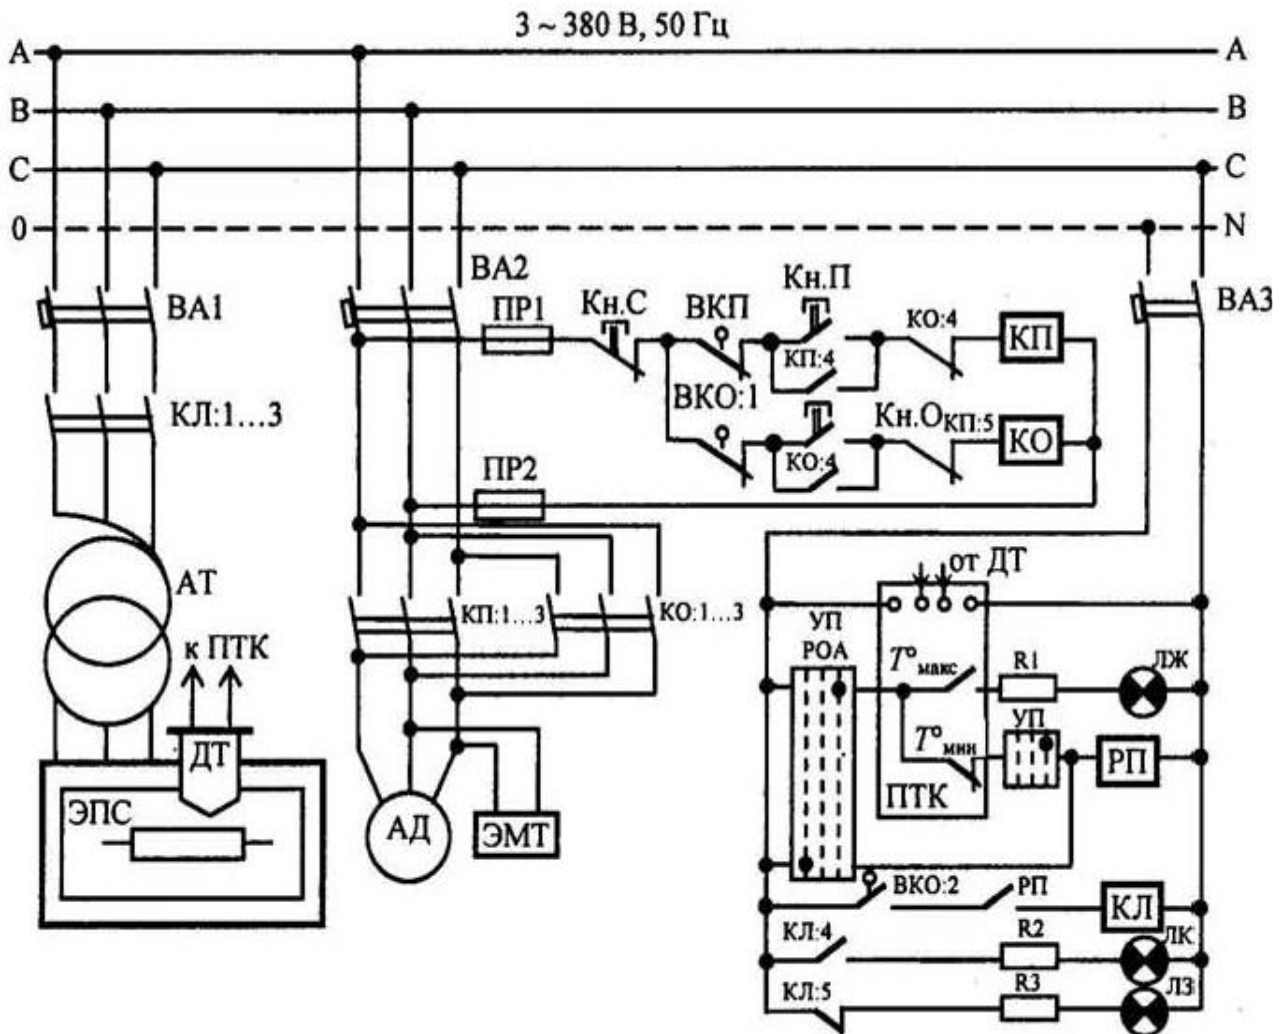 3 ~ 380 В, 50 Гц
A A
B B
C C
0 N
ВА1
ВА2
ПР1
Кн.С
ВКП
Кн.П
КО:4
КП
ВА3
КП:4
КЛ:1...3
ВКО:1
Кн.О
КП:5
КО
КО:4
ПР2
АТ
КП:1...3
КО:1...3
от ДТ
к ПТК
УП
РОА
T°макс
R1
ЛЖ
ДТ
T°мин
УП
РП
ПТК
ЭПС
АД
ЭМТ
ВКО:2
РП
КЛ
КЛ:4
R2
ЛК
КЛ:5
R3
ЛЗ